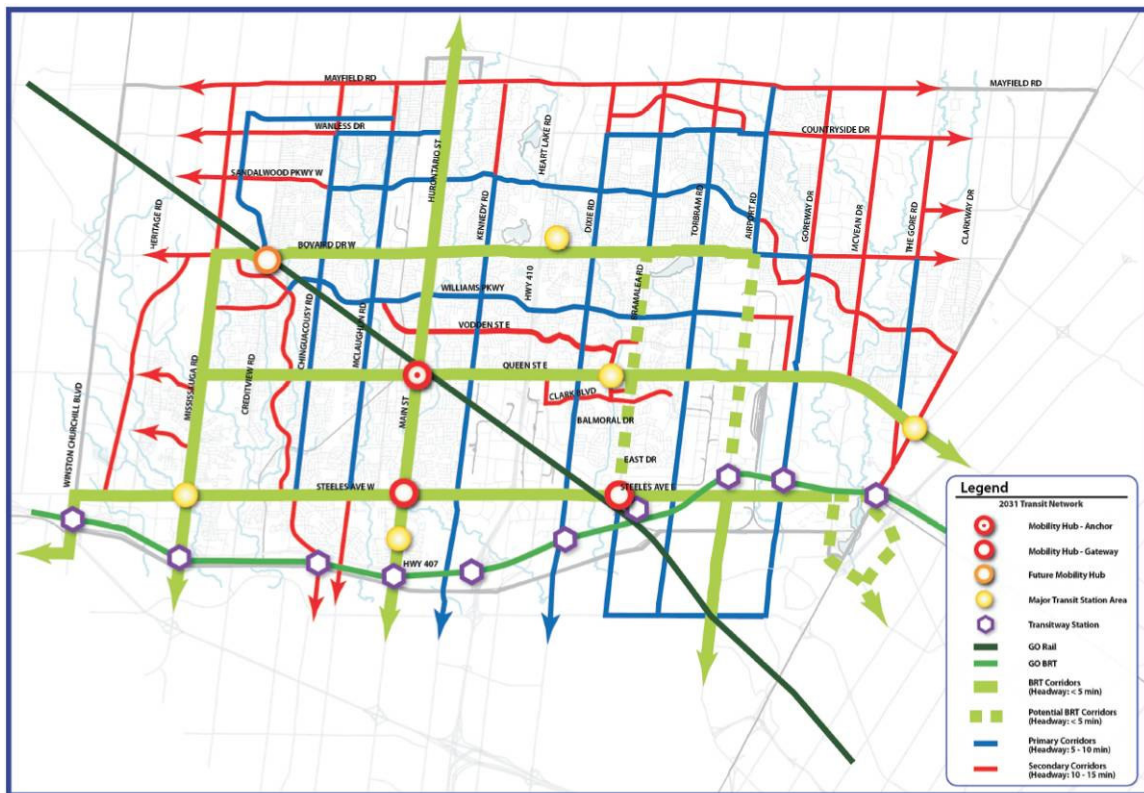 MAYFIELD RD
MAYFIELD RD
WANLESS DR
COUNTRYSIDE DR
HURONTARIO ST
HEART LAKE RD
SANDALWOOD PKWY W
HERITAGE RD
KENNEDY RD
DIXIE RD
TORBRAM RD
AIRPORT RD
GOREWAY DR
MCVEAN DR
THE GORE RD
CLARKWAY DR
BOVAIRD DR W
HWY 410
WILLIAMS PKWY
BRAMALEA RD
CHINGUACOUSY RD
MCLAUGHLIN RD
VODDEN ST E
MISSISSAUGA RD
CREDITVIEW RD
QUEEN ST E
CLARK BLVD
WINSTON CHURCHILL BLVD
MAIN ST
BALMORAL DR
EAST DR
STEELES AVE W
STEELES AVE E
HWY 407
Legend
2031 Transit Network
Mobility Hub - Anchor
Mobility Hub - Gateway
Future Mobility Hub
Major Transit Station Area
Transitway Station
GO Rail
GO BRT
BRT Corridors
(Headway: < 5 min)
Potential BRT Corridors
(Headway: < 5 min)
Primary Corridors
(Headway: 5 - 10 min)
Secondary Corridors
(Headway: 10 - 15 min)